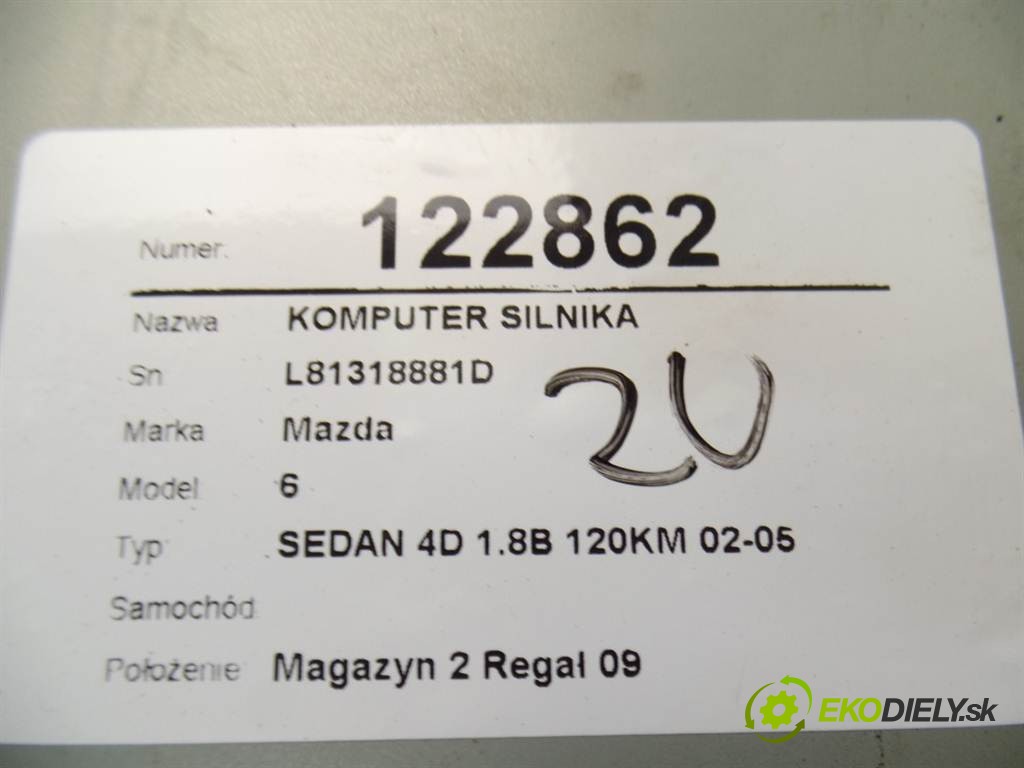 Numer. 122862
Nazwa KOMPUTER SILNIKA
Sn L81318881D
2U
Marka Mazda
Model 6
Typ SEDAN 4D 1.8B 120KM 02-05
Samochód
Położenie Magazyn 2 Regał 09
EKODIELY.sk